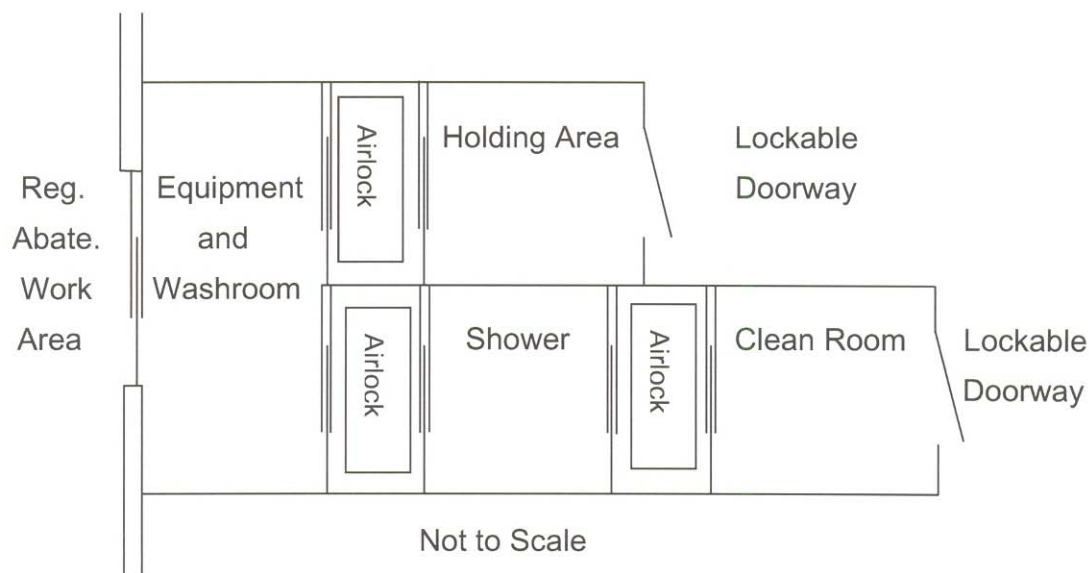 Reg.
Abate.
Work
Area
Equipment
and
Washroom
Airlock
Holding Area
Lockable
Doorway
Airlock
Shower
Airlock
Clean Room
Lockable
Doorway
Not to Scale